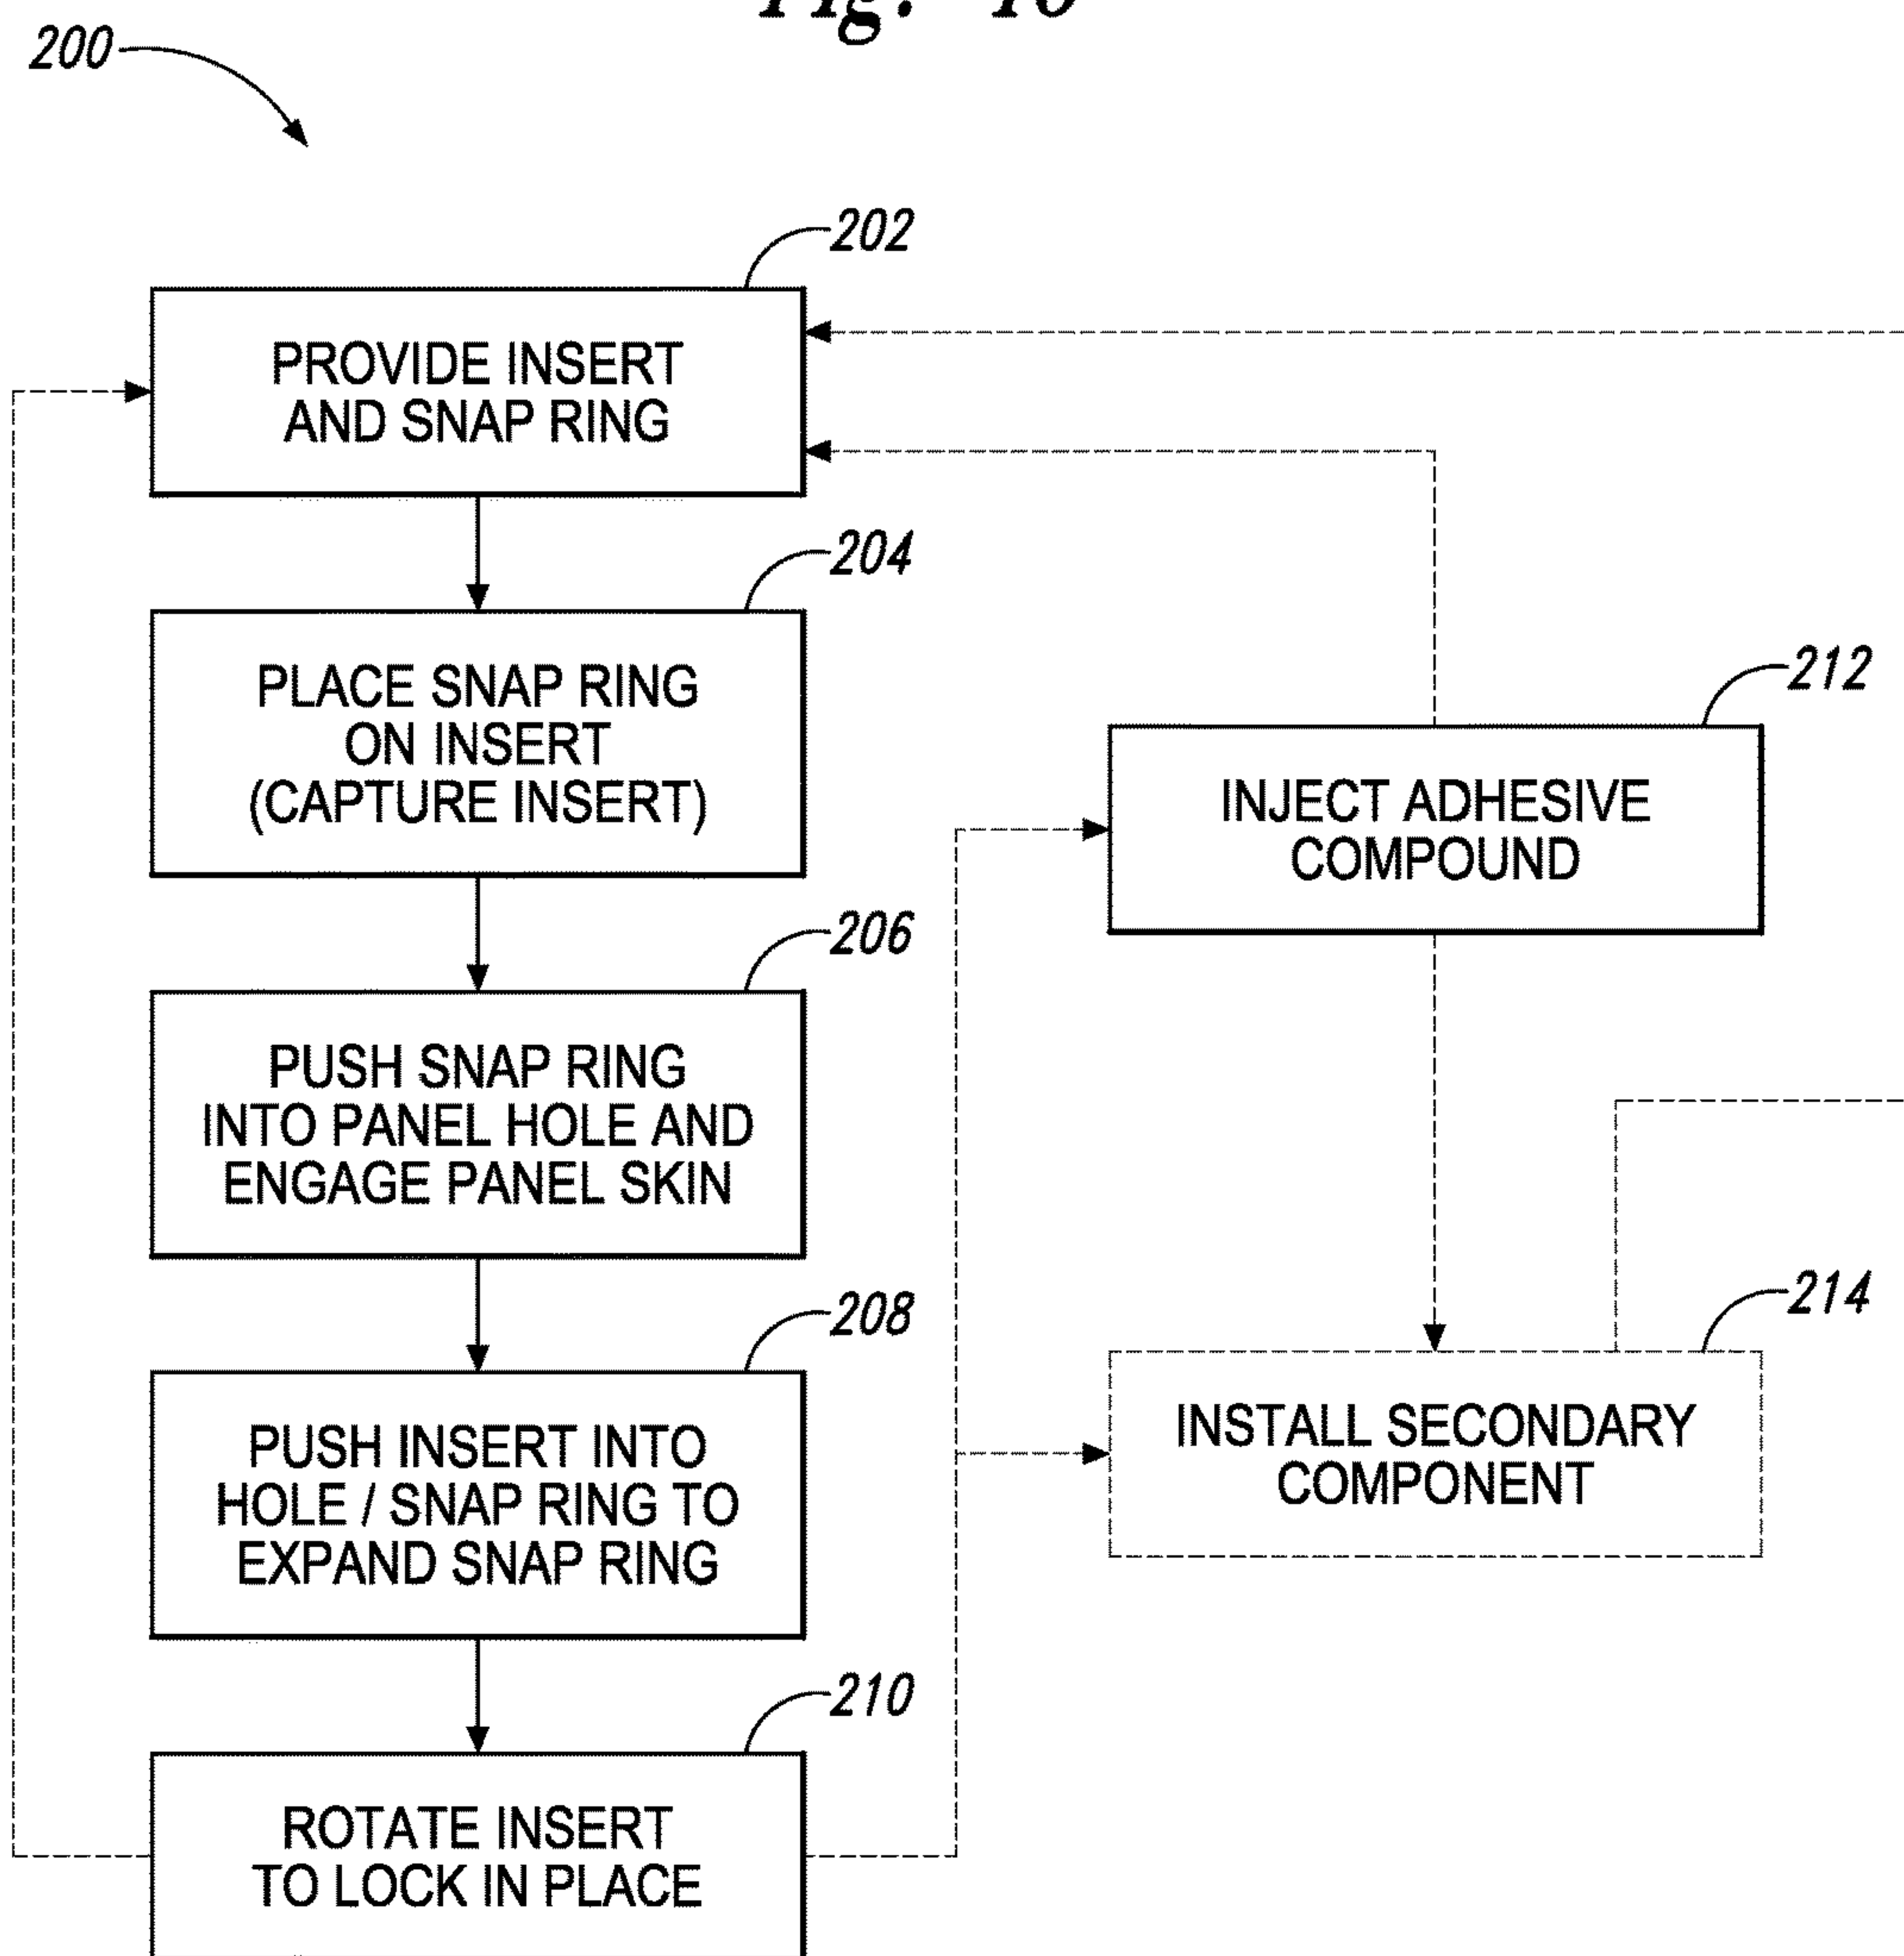 200
202
PROVIDE INSERT
AND SNAP RING
204
PLACE SNAP RING
ON INSERT
(CAPTURE INSERT)
206
PUSH SNAP RING
INTO PANEL HOLE AND
ENGAGE PANEL SKIN
208
PUSH INSERT INTO
HOLE / SNAP RING TO
EXPAND SNAP RING
210
ROTATE INSERT
TO LOCK IN PLACE
212
INJECT ADHESIVE
COMPOUND
214
INSTALL SECONDARY
COMPONENT